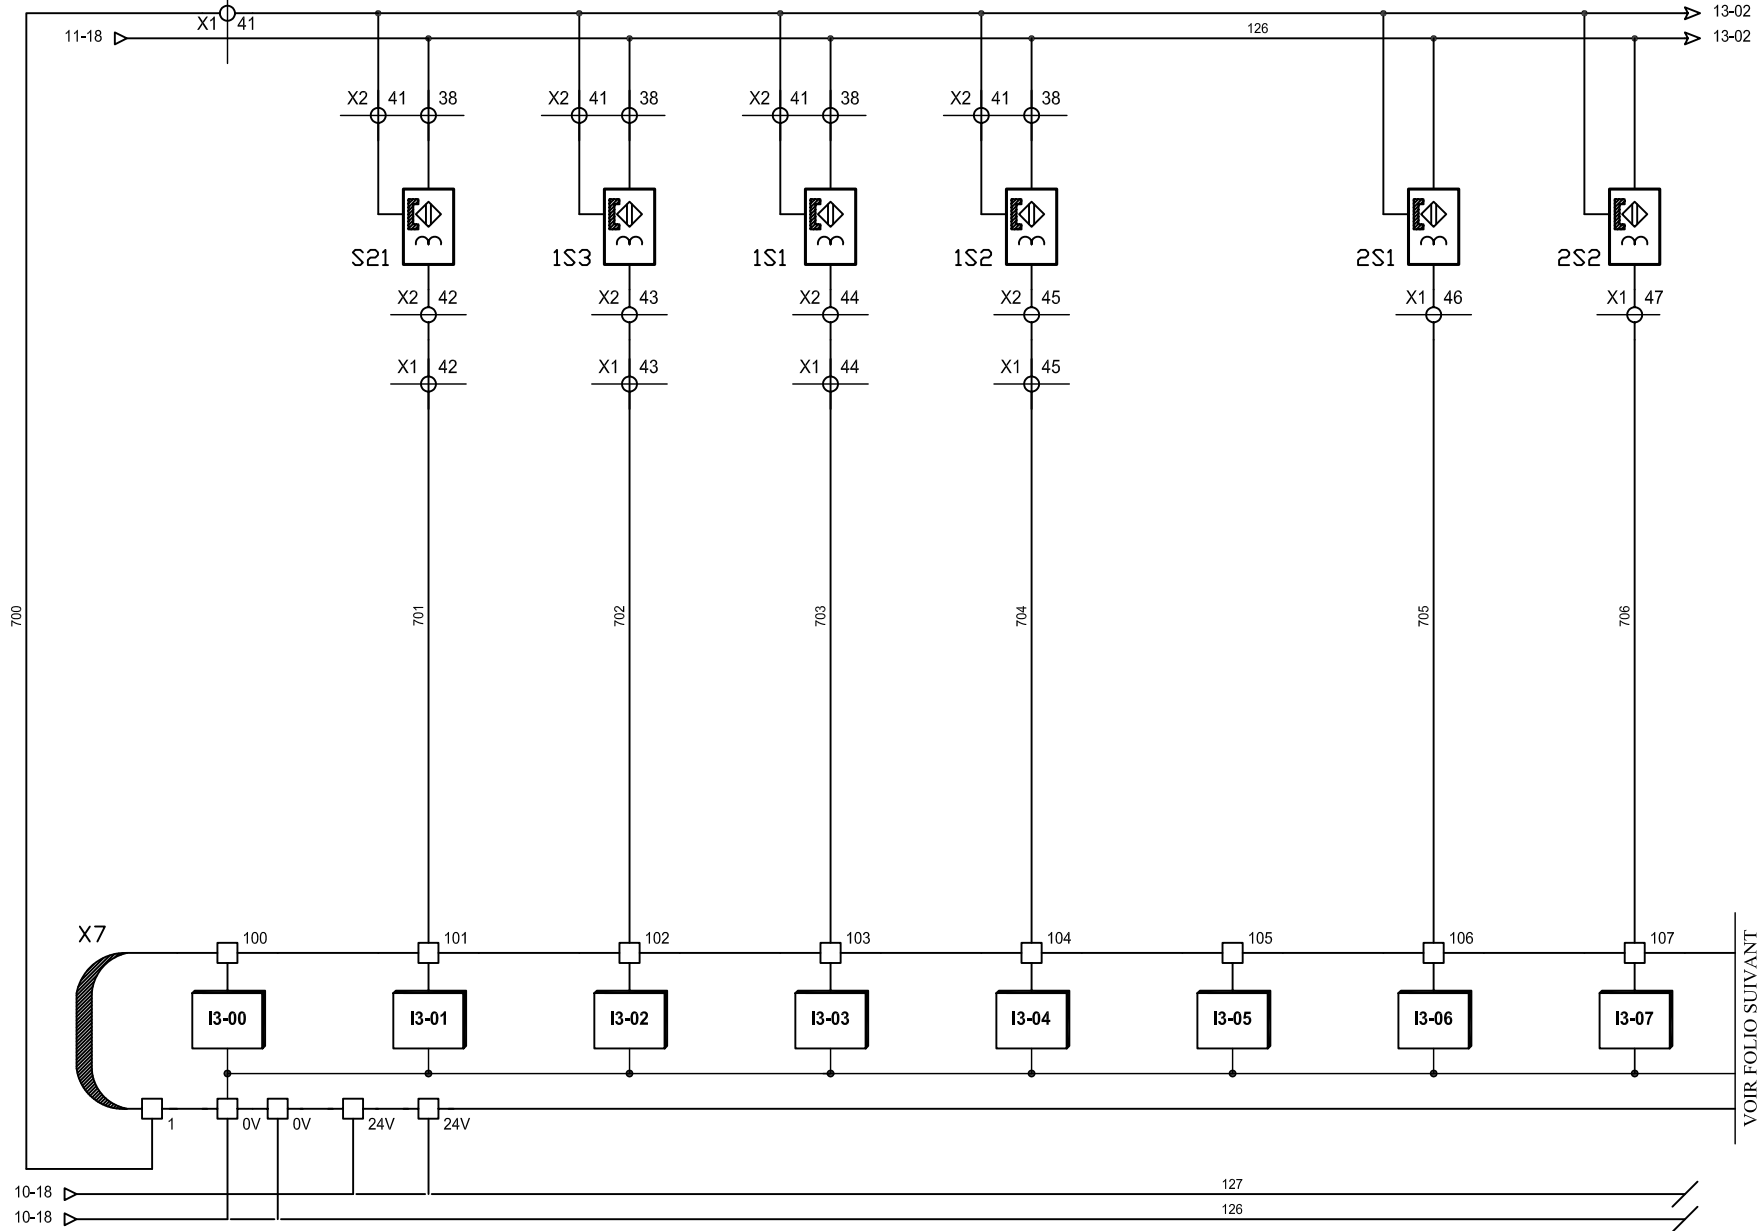 13-02
X1 41
11-18
126
13-02
X2 41 38
X2 41 38
X2 41 38
X2 41 38
S21
1S3
1S1
1S2
2S1
2S2
X2 42
X2 43
X2 44
X2 45
X1 46
X1 47
X1 42
X1 43
X1 44
X1 45
700
701
702
703
704
705
706
X7
100
101
102
103
104
105
106
107
I3-00
I3-01
I3-02
I3-03
I3-04
I3-05
I3-06
I3-07
VOIR FOLIO SUIVANT
1
0V
0V
24V
24V
10-18
127
10-18
126